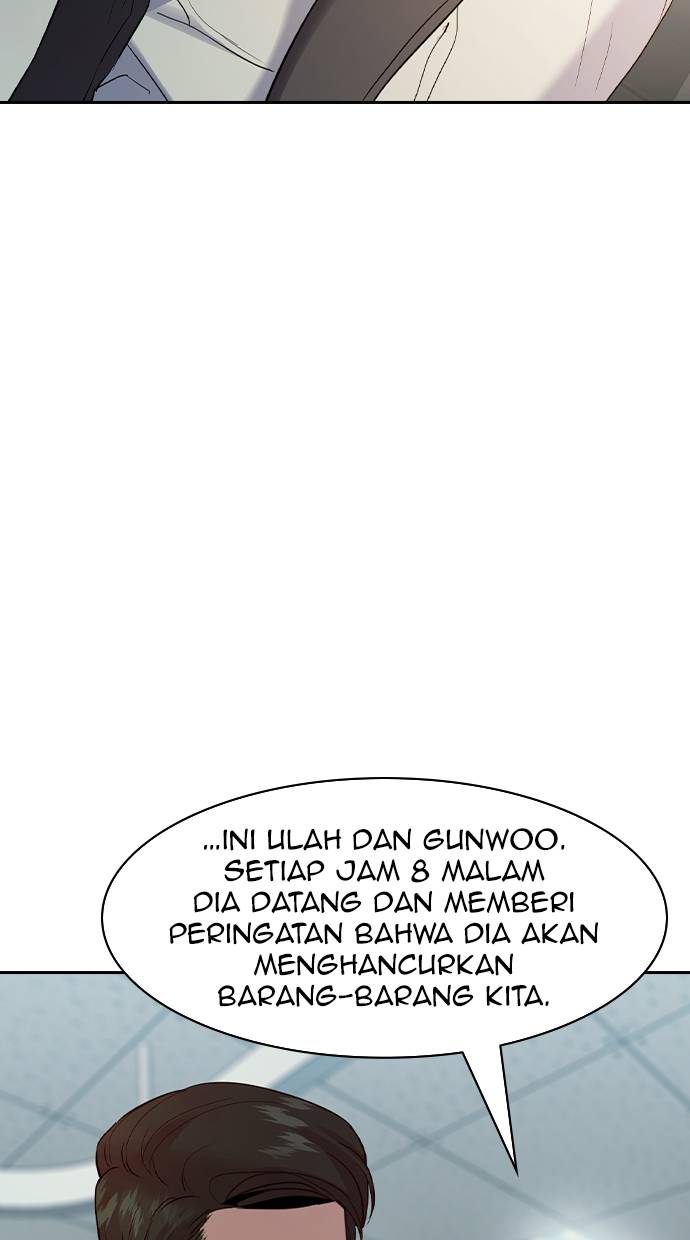 ...INI ULAH DAN GUNWOO.
SETIAP JAM 8 MALAM
DIA DATANG DAN MEMBERI
PERINGATAN BAHWA DIA AKAN
MENGHANCURKAN
BARANG-BARANG KITA.